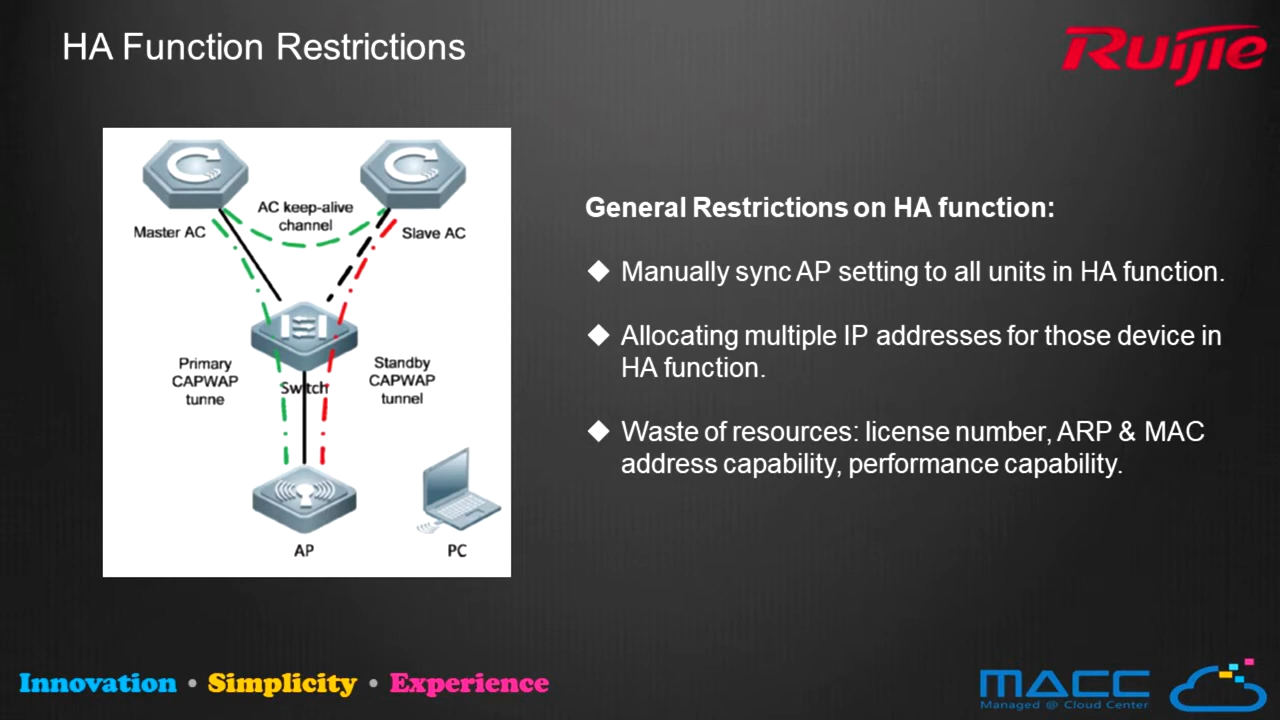 HA Function Restrictions
RUIJIE
AC keep-alive
channel
Master AC
Slave AC
Primary
CAPWAP
tunne
Standby
CAPWAP
tunnel
Switch
AP
PC
General Restrictions on HA function:
◆ Manually sync AP setting to all units in HA function.
◆ Allocating multiple IP addresses for those device in
HA function.
◆ Waste of resources: license number, ARP & MAC
address capability, performance capability.
Innovation • Simplicity • Experience
MACC
Managed @ Cloud Center